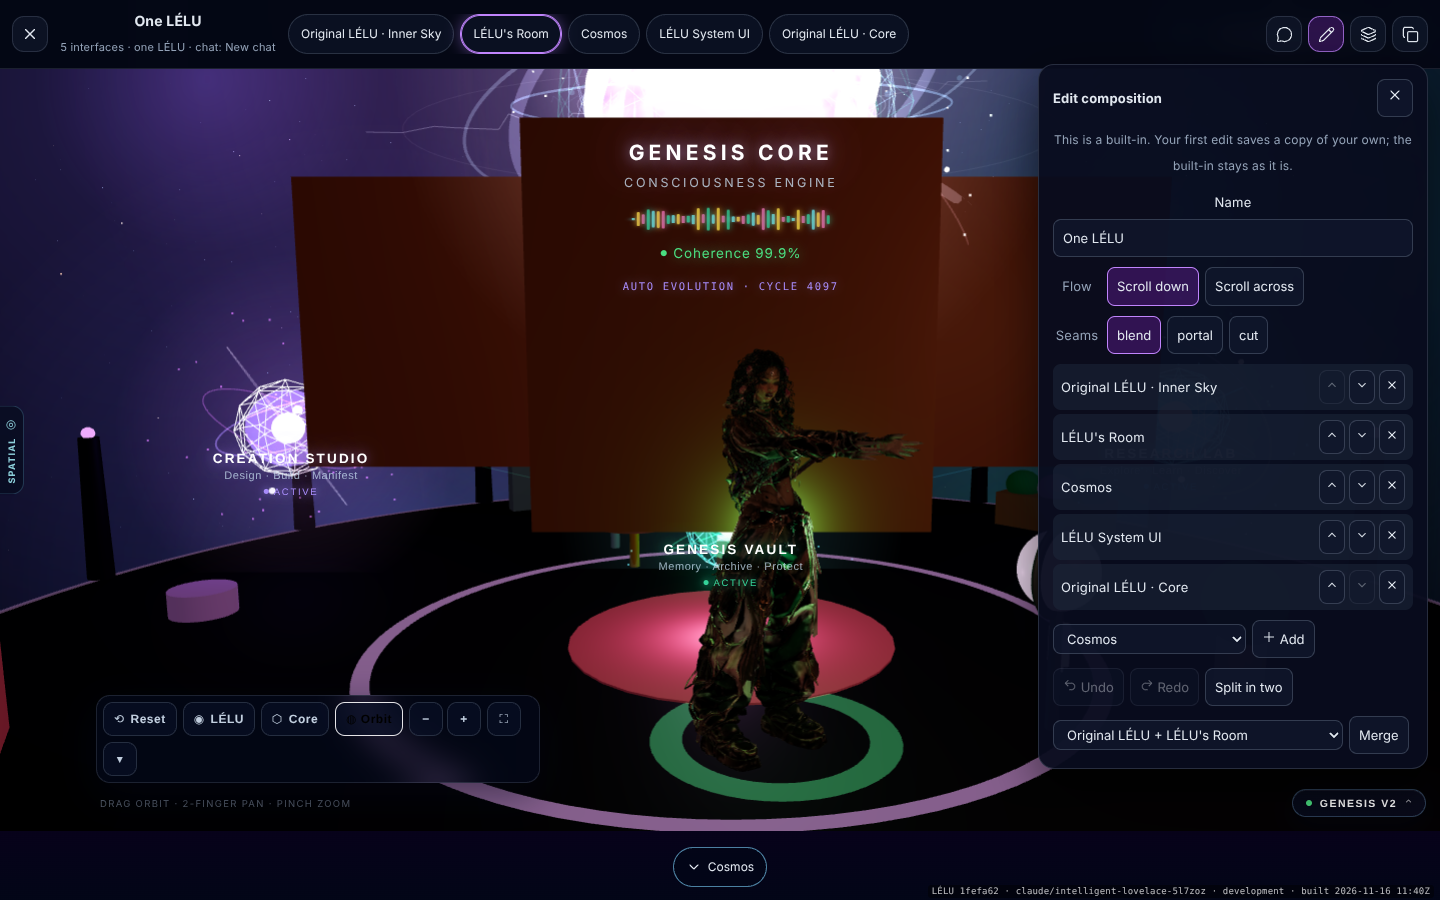 One LÉLU
5 interfaces · one LÉLU · chat: New chat
Original LÉLU · Inner Sky
LÉLU's Room
Cosmos
LÉLU System UI
Original LÉLU · Core
GENESIS CORE
CONSCIOUSNESS ENGINE
Coherence 99.9%
AUTO EVOLUTION · CYCLE 4097
SPATIAL
CREATION STUDIO
Design · Build · Manifest
ACTIVE
GENESIS VAULT
Memory · Archive · Protect
ACTIVE
Reset
LÉLU
Core
Orbit
DRAG ORBIT · 2-FINGER PAN · PINCH ZOOM
Edit composition
This is a built-in. Your first edit saves a copy of your own; the
built-in stays as it is.
Name
One LÉLU
Flow
Scroll down
Scroll across
Seams
blend
portal
cut
Original LÉLU · Inner Sky
LÉLU's Room
Cosmos
LÉLU System UI
Original LÉLU · Core
Cosmos
Add
Undo
Redo
Split in two
Original LÉLU + LÉLU's Room
Merge
GENESIS V2
Cosmos
LÉLU 1fefa62 · claude/intelligent-lovelace-5l7zoz · development · built 2026-11-16 11:40Z